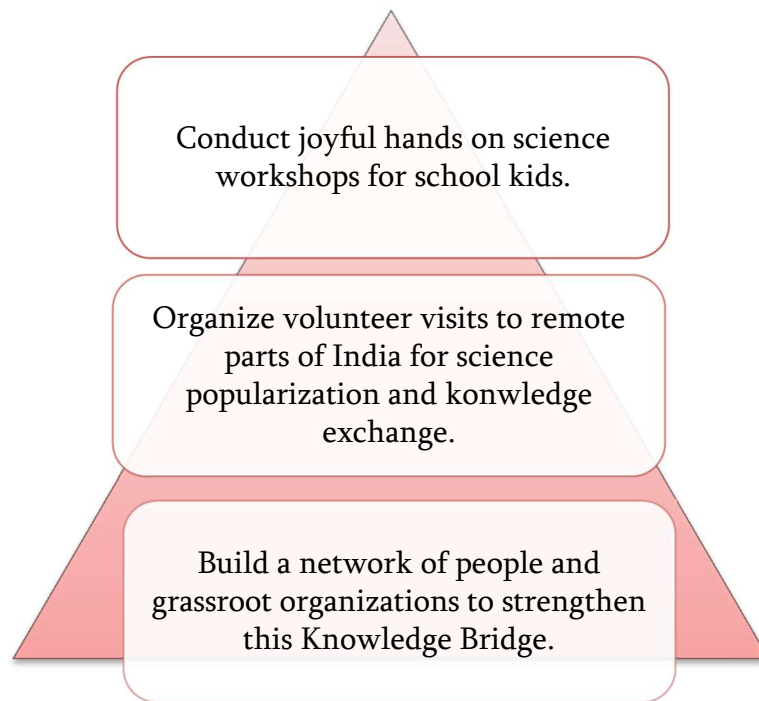 Conduct joyful hands on science
workshops for school kids.
Organize volunteer visits to remote
parts of India for science
popularization and konwledge
exchange.
Build a network of people and
grassroot organizations to strengthen
this Knowledge Bridge.